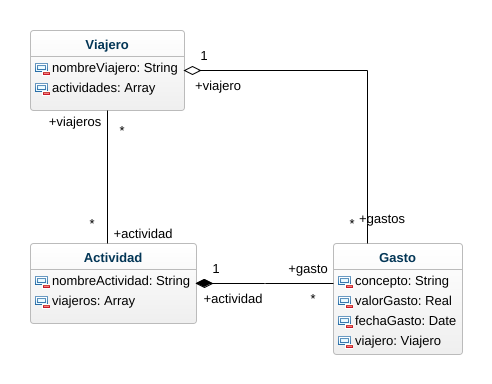 Viajero
nombreViajero: String
actividades: Array
1
+viajero
+viajeros
*
*
+actividad
* +gastos
Actividad
nombreActividad: String
viajeros: Array
1
+actividad
+gasto
*
Gasto
concepto: String
valorGasto: Real
fechaGasto: Date
viajero: Viajero